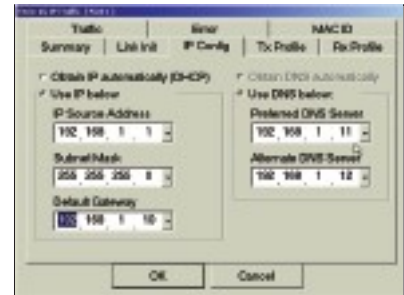 Traffic Error MAC ID
Summary Link Init IP Config Tx Profile Rx Profile
Obtain IP automatically (DHCP)
Obtain DNS automatically
Use IP below:
Use DNS below:
IP Source Address
Preferred DNS Server
192 . 168 . 1 . 1
192 . 168 . 1 . 11
Subnet Mask
Alternate DNS Server
255 . 255 . 255 . 0
192 . 168 . 1 . 12
Default Gateway
192 . 168 . 1 . 10
OK
Cancel